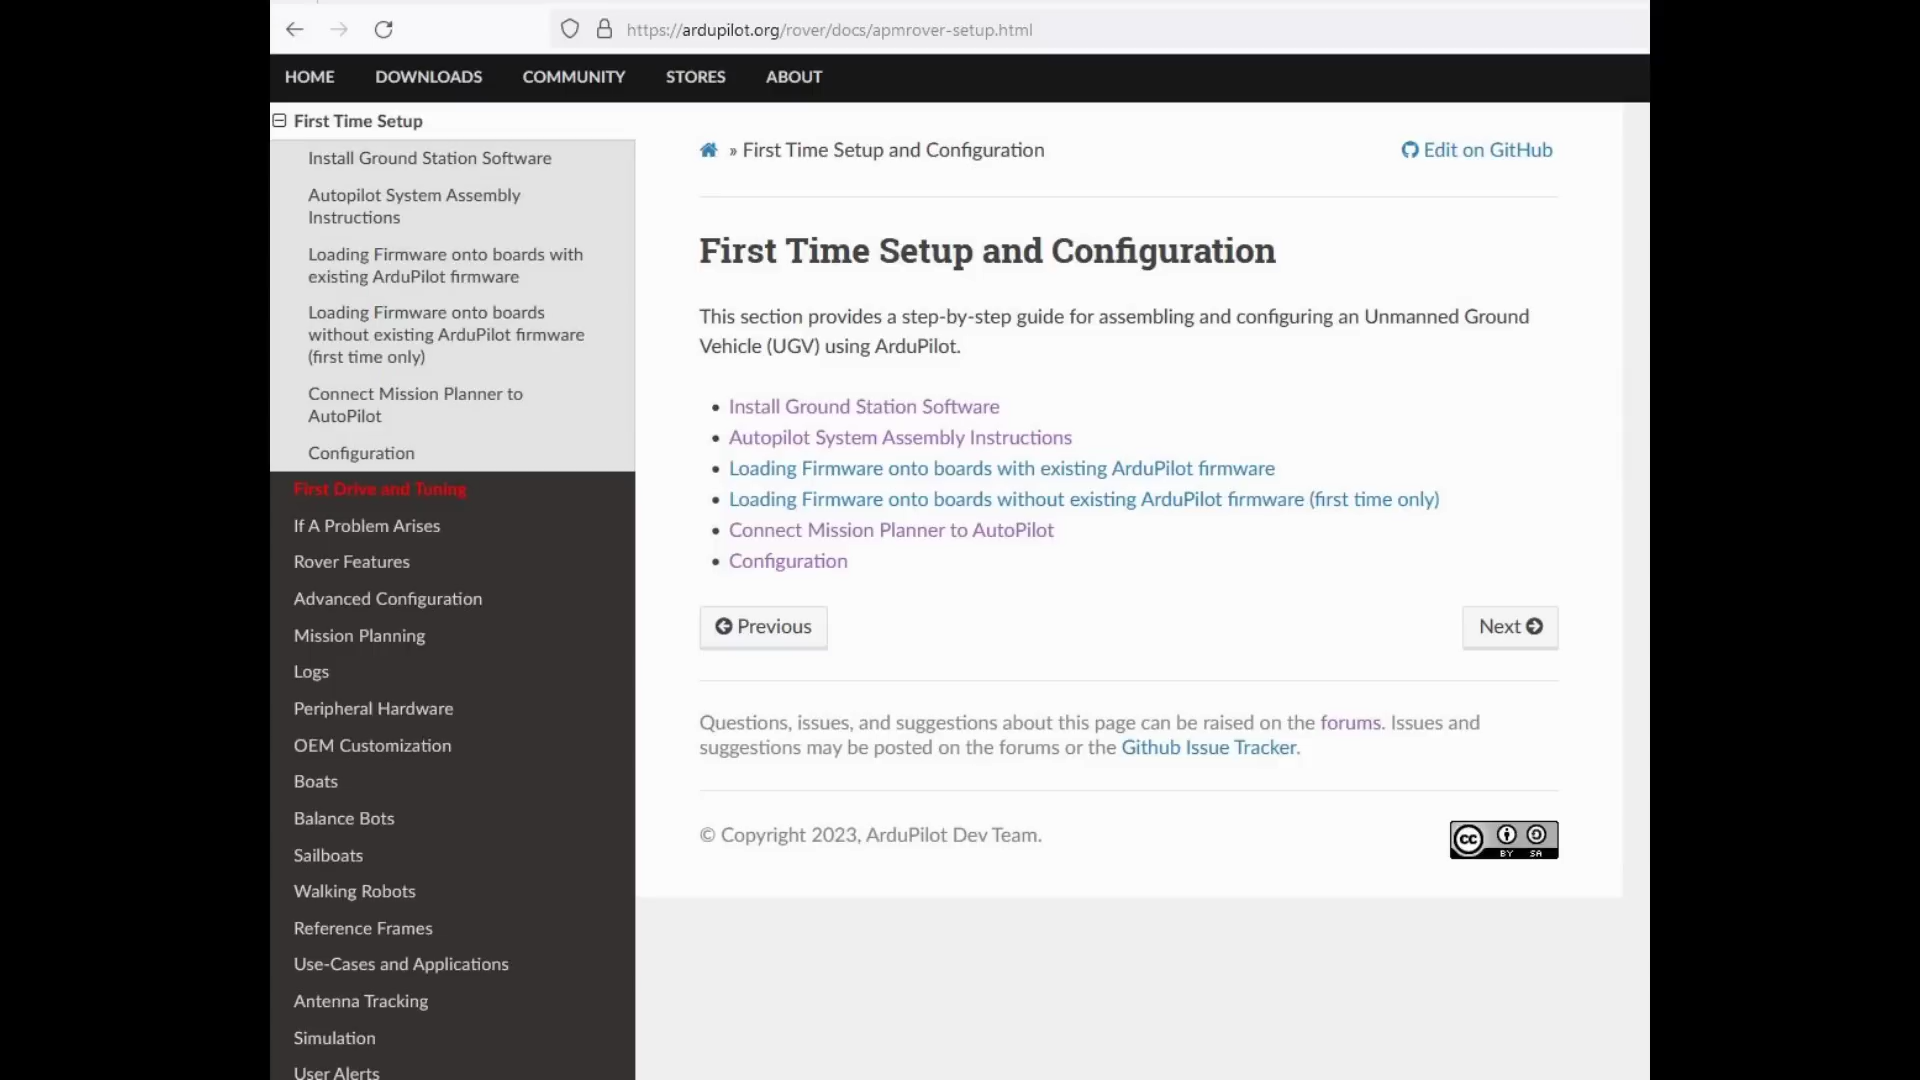 https://ardupilot.org/rover/docs/apmrover-setup.html
HOME DOWNLOADS COMMUNITY STORES ABOUT
First Time Setup
Install Ground Station Software
Autopilot System Assembly
Instructions
Loading Firmware onto boards with
existing ArduPilot firmware
Loading Firmware onto boards
without existing ArduPilot firmware
(first time only)
Connect Mission Planner to
AutoPilot
Configuration
First Drive and Tuning
If A Problem Arises
Rover Features
Advanced Configuration
Mission Planning
Logs
Peripheral Hardware
OEM Customization
Boats
Balance Bots
Sailboats
Walking Robots
Reference Frames
Use-Cases and Applications
Antenna Tracking
Simulation
User Alerts
» First Time Setup and Configuration
Edit on GitHub
First Time Setup and Configuration
This section provides a step-by-step guide for assembling and configuring an Unmanned Ground
Vehicle (UGV) using ArduPilot.
• Install Ground Station Software
• Autopilot System Assembly Instructions
• Loading Firmware onto boards with existing ArduPilot firmware
• Loading Firmware onto boards without existing ArduPilot firmware (first time only)
• Connect Mission Planner to AutoPilot
• Configuration
Previous
Next
Questions, issues, and suggestions about this page can be raised on the forums. Issues and
suggestions may be posted on the forums or the Github Issue Tracker.
© Copyright 2023, ArduPilot Dev Team.
cc
BY SA